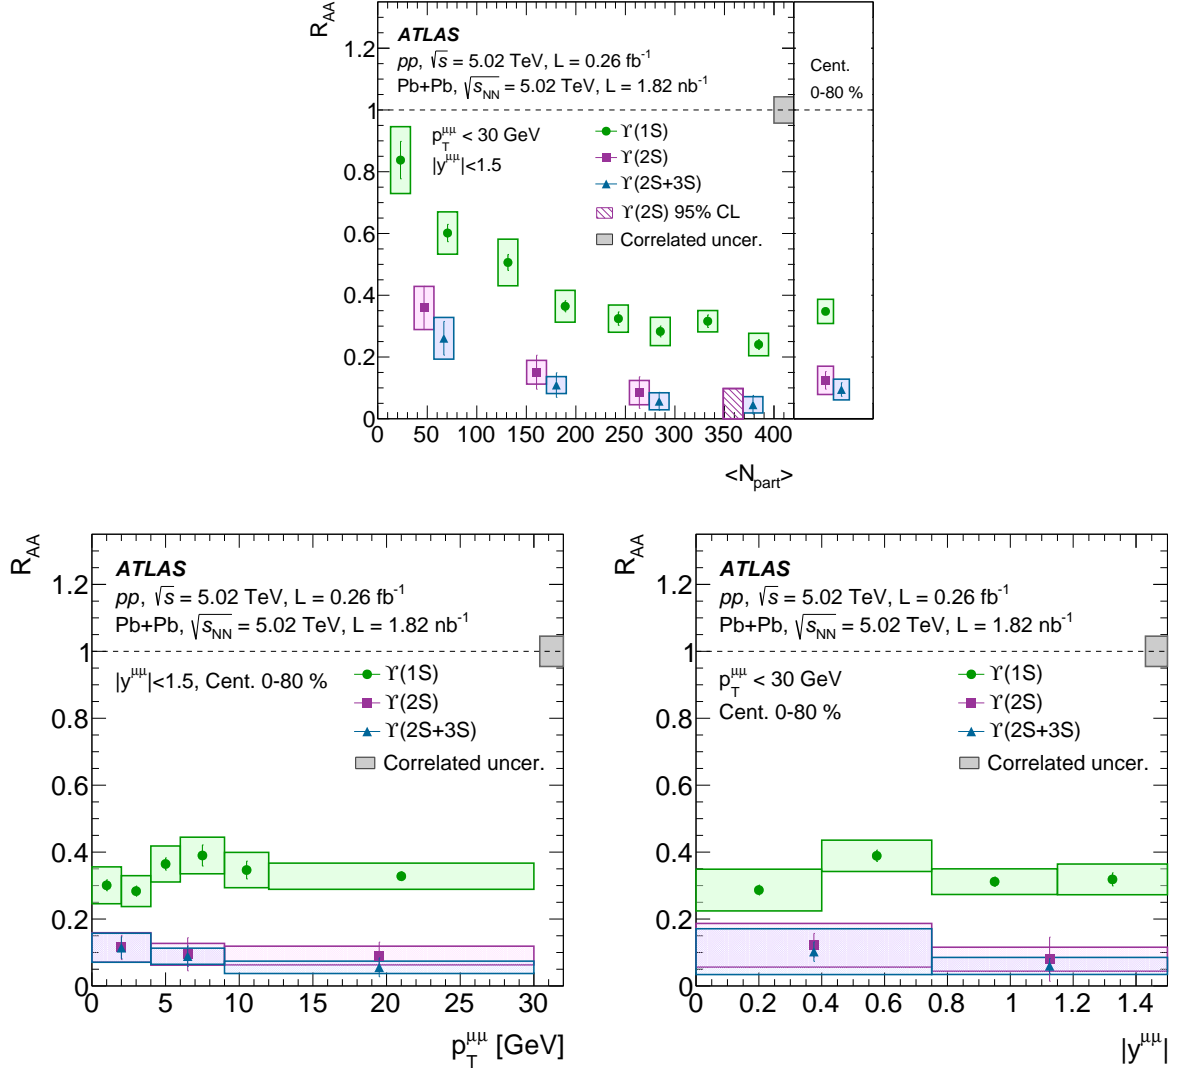 R_AA
ATLAS
pp, √s = 5.02 TeV, L = 0.26 fb⁻¹
Pb+Pb, √s_NN = 5.02 TeV, L = 1.82 nb⁻¹
Cent.
0-80 %
p_T^μμ < 30 GeV
|y^μμ|<1.5
ϒ(1S)
ϒ(2S)
ϒ(2S+3S)
ϒ(2S) 95% CL
Correlated uncer.
1.2
1
0.8
0.6
0.4
0.2
0
0 50 100 150 200 250 300 350 400
<N_part>
R_AA
ATLAS
pp, √s = 5.02 TeV, L = 0.26 fb⁻¹
Pb+Pb, √s_NN = 5.02 TeV, L = 1.82 nb⁻¹
|y^μμ|<1.5, Cent. 0-80 %
ϒ(1S)
ϒ(2S)
ϒ(2S+3S)
Correlated uncer.
1.2
1
0.8
0.6
0.4
0.2
0
0 5 10 15 20 25 30
p_T^μμ [GeV]
R_AA
ATLAS
pp, √s = 5.02 TeV, L = 0.26 fb⁻¹
Pb+Pb, √s_NN = 5.02 TeV, L = 1.82 nb⁻¹
p_T^μμ < 30 GeV
Cent. 0-80 %
ϒ(1S)
ϒ(2S)
ϒ(2S+3S)
Correlated uncer.
1.2
1
0.8
0.6
0.4
0.2
0
0 0.2 0.4 0.6 0.8 1 1.2 1.4
|y^μμ|